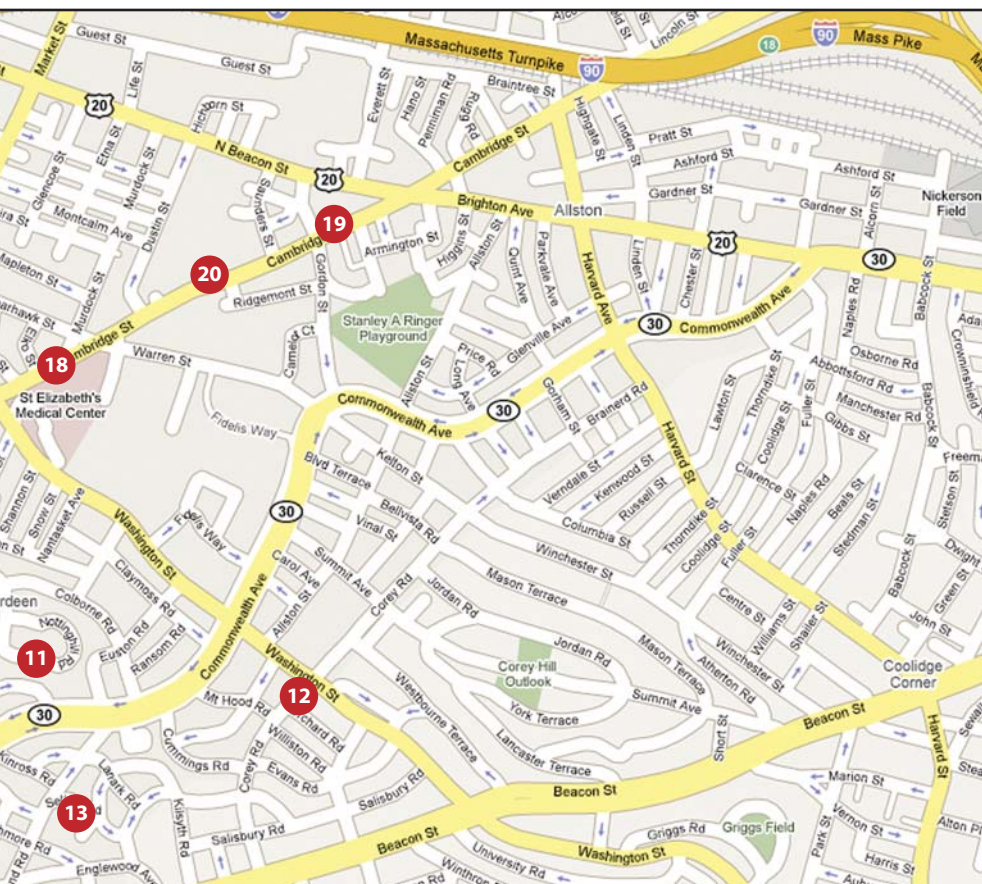 Market St
Guest St
Guest St
Life St
Massachusetts Turnpike
90
18
90
Mass Pike
Lincoln St
20
Hichborn St
Etna St
Murdock St
Everett St
Hano St
Penniman Rd
Rugg Rd
Braintree St
Cambridge St
Highgate St
Linden St
Pratt St
Ashford St
Ashford St
Gardner St
Gardner St
Alcorn St
Nickerson
Field
N Beacon St
20
Brighton Ave
Allston
20
30
Glencoe St
Montcalm Ave
Dustin St
Saunders St
19
Armington St
Higgins St
Allston St
Quint Ave
Parkvale Ave
Harvard Ave
Linden St
Chester St
Naples Rd
Babcock St
Mapleton St
Murdock St
20
Gordon St
Ridgemont St
Stanley A Ringer
Playground
Camelot Ct
Price Rd
Long Ave
Glenville Ave
30
Commonwealth Ave
Osborne Rd
Abbottsford Rd
Manchester Rd
Gibbs St
Babcock St
18
Warren St
St Elizabeth's
Medical Center
Fidelis Way
Allston St
Commonwealth Ave
30
Gorham St
Brainerd Rd
Harvard St
Lawton St
Thorndike St
Coolidge St
Fuller St
Clarence St
Naples Rd
Beals St
Stedman St
Stetson St
Shannon St
Snow St
Nantasket Ave
Washington St
30
Blvd Terrace
Kelton St
Bellvista Rd
Vinal St
Verndale St
Kenwood St
Russell St
Columbia St
Winchester St
Thorndike St
Coolidge St
Fuller St
Babcock St
Green St
Claymoss Rd
Colborne Rd
Carol Ave
Summit Ave
Allston St
Corey Rd
Jordan Rd
Mason Terrace
Mason Terrace
Centre St
Williams St
Shailer St
Winchester St
Atherton Rd
John St
Coolidge
Corner
11
Euston Rd
Ransom Rd
Commonwealth Ave
Washington St
12
Mt Hood Rd
Corey Hill
Outlook
Jordan Rd
York Terrace
Summit Ave
Short St
Beacon St
Harvard St
30
Cummings Rd
Corey Rd
Williston Rd
Evans Rd
Westbourne Terrace
Lancaster Terrace
Beacon St
Marion St
Vernon St
Park St
Harris St
Kinross Rd
Lanark Rd
13
Kilsyth Rd
Salisbury Rd
Salisbury Rd
Beacon St
Washington St
Griggs Rd
Griggs Field
University Rd